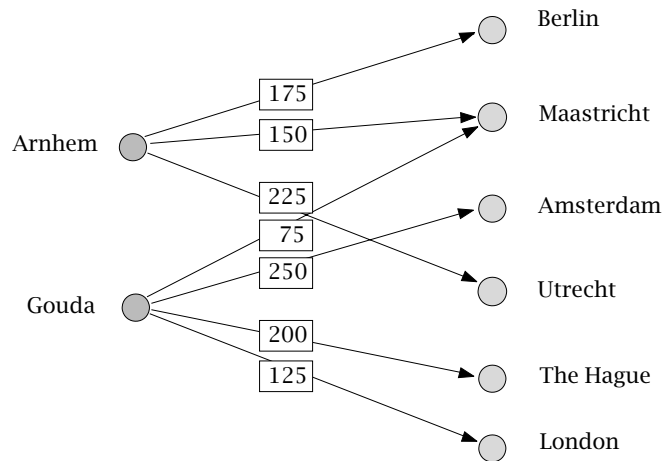 Berlin
175
Maastricht
150
Arnhem
225
Amsterdam
75
250
Utrecht
Gouda
200
The Hague
125
London